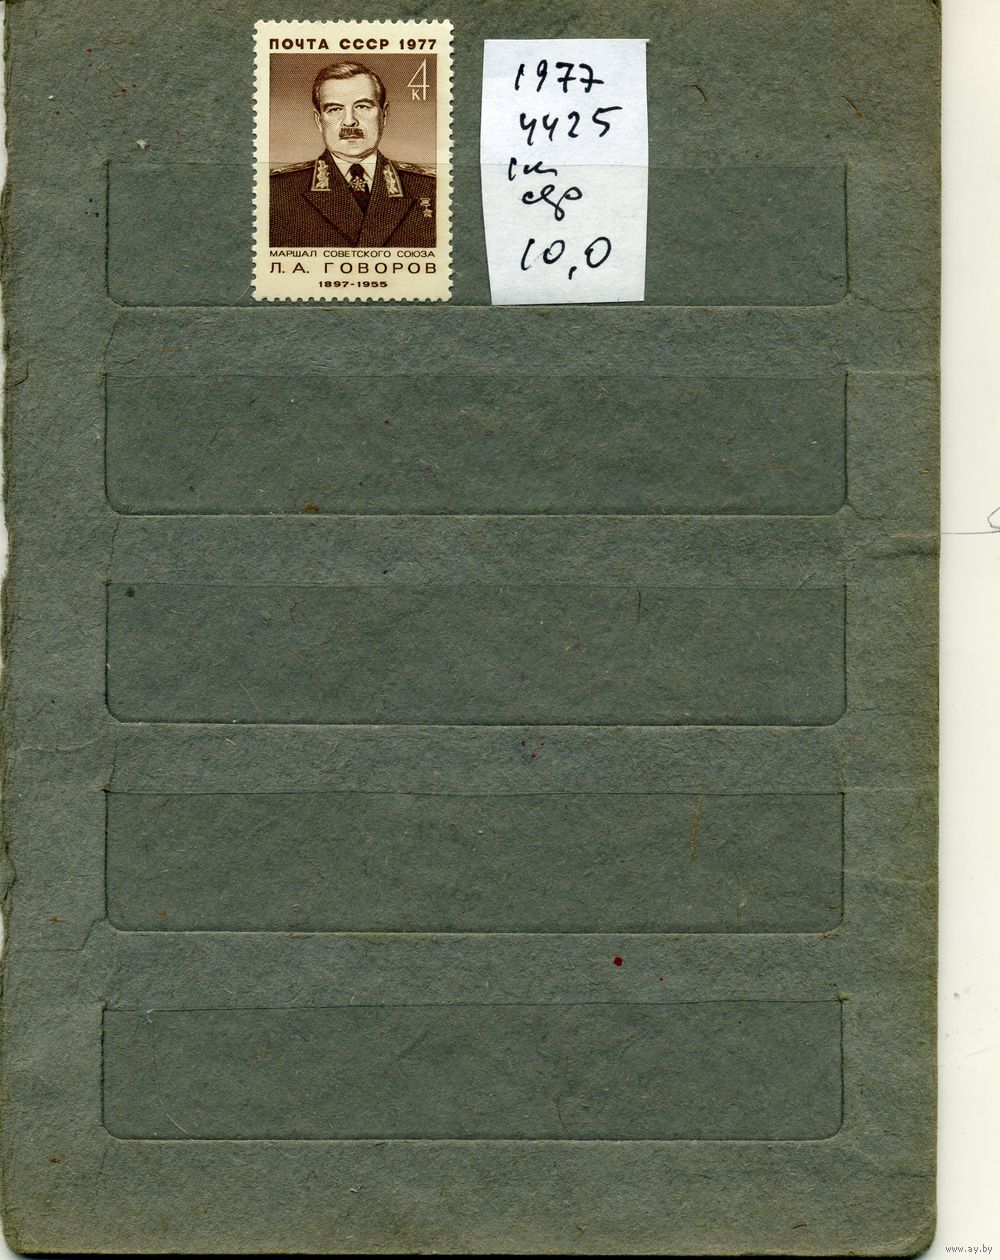 ПОЧТА СССР 1977
4
к
МАРШАЛ СОВЕТСКОГО СОЮЗА
Л. А. ГОВОРОВ
1897-1955
1977
4425
10,0
www.ay.by